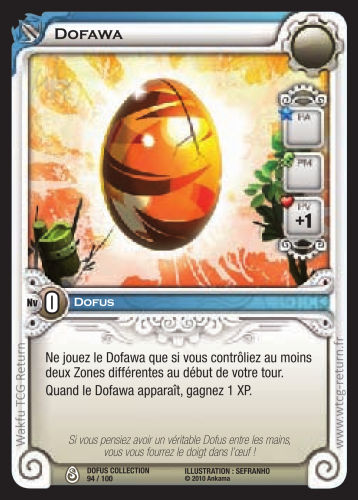 Dofawa
PA
PM
PV
+1
Nv 0 Dofus
Ne jouez le Dofawa que si vous contrôliez au moins
deux Zones différentes au début de votre tour.
Quand le Dofawa apparaît, gagnez 1 XP.
Si vous pensiez avoir un véritable Dofus entre les mains,
vous vous fourrez le doigt dans l'œuf !
DOFUS COLLECTION
94 / 100
ILLUSTRATION : SEFRANHO
© 2010 Ankama
Wakfu TCG Return
www.wtcg-return.fr